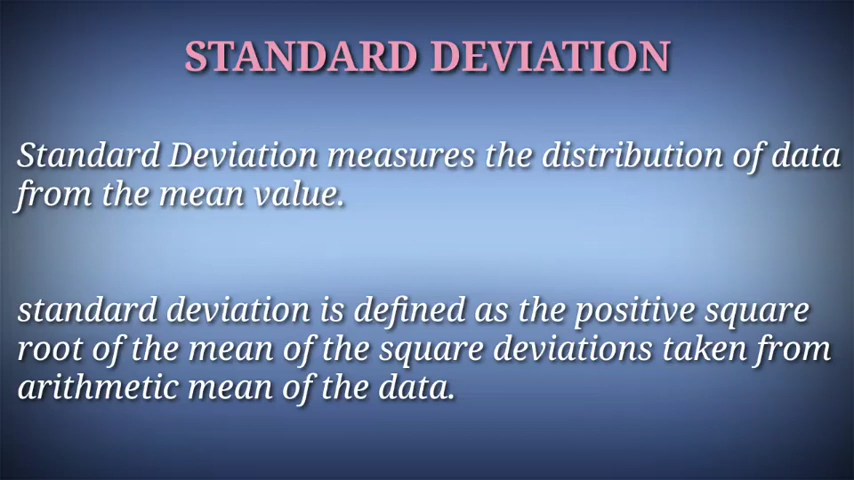 STANDARD DEVIATION
Standard Deviation measures the distribution of data
from the mean value.
standard deviation is defined as the positive square
root of the mean of the square deviations taken from
arithmetic mean of the data.